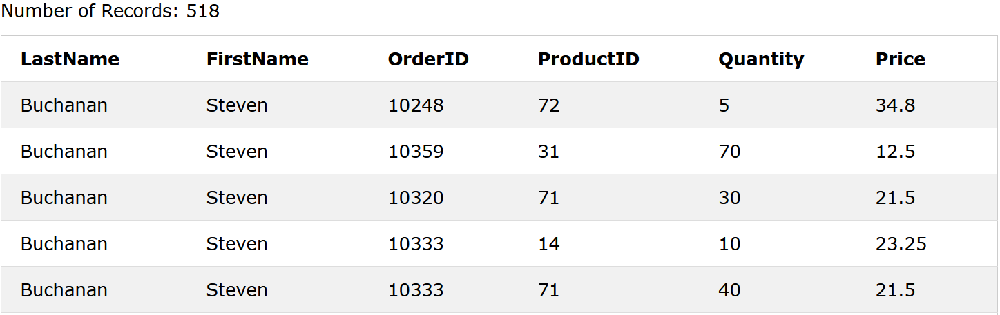 Number of Records: 518
LastName FirstName OrderID ProductID Quantity Price
Buchanan Steven 10248 72 5 34.8
Buchanan Steven 10359 31 70 12.5
Buchanan Steven 10320 71 30 21.5
Buchanan Steven 10333 14 10 23.25
Buchanan Steven 10333 71 40 21.5